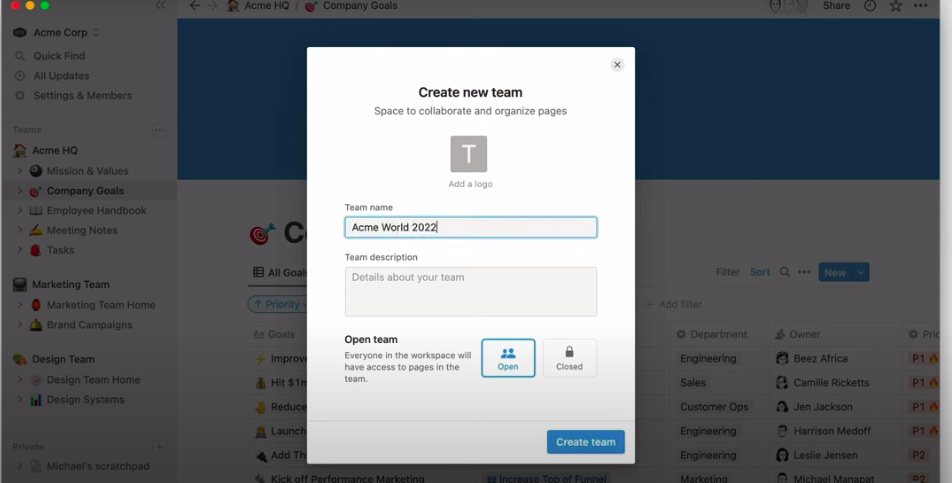 Acme HQ / Company Goals
Share
Acme Corp
Quick Find
All Updates
Settings & Members
Teams
Acme HQ
Mission & Values
Company Goals
Employee Handbook
Meeting Notes
Tasks
Marketing Team
Marketing Team Home
Brand Campaigns
Design Team
Design Team Home
Design Systems
Private
Michael's scratchpad
Create new team
Space to collaborate and organize pages
T
Add a logo
Team name
Acme World 2022
Team description
Details about your team
Open team
Everyone in the workspace will
have access to pages in the
team.
Open
Closed
Create team
C
All Goals
Filter Sort New
Priority
Add filter
Goals Department Owner
Engineering Beez Africa P1
Hit Sales Camille Ricketts P1
Reduce Customer Ops Jen Jackson P1
Launch Engineering Harrison Medoff P1
Engineering Leslie Jensen P2
Kick off Performance Marketing Increase Top of Funnel Marketing Michael Manapat P2